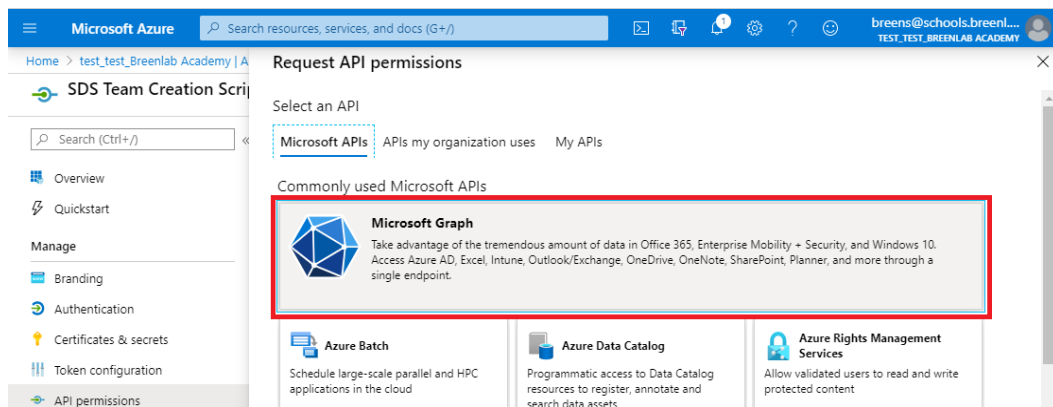 Microsoft Azure
Search resources, services, and docs (G+/)
1
breens@schools.breenl....
TEST_TEST_BREENLAB ACADEMY
Home > test_test_Breenlab Academy | A
SDS Team Creation Scri
Search (Ctrl+/)
Overview
Quickstart
Manage
Branding
Authentication
Certificates & secrets
Token configuration
API permissions
Request API permissions
Select an API
Microsoft APIs APIs my organization uses My APIs
Commonly used Microsoft APIs
Microsoft Graph
Take advantage of the tremendous amount of data in Office 365, Enterprise Mobility + Security, and Windows 10.
Access Azure AD, Excel, Intune, Outlook/Exchange, OneDrive, OneNote, SharePoint, Planner, and more through a
single endpoint.
Azure Batch
Schedule large-scale parallel and HPC
applications in the cloud
Azure Data Catalog
Programmatic access to Data Catalog
resources to register, annotate and
search data assets
Azure Rights Management
Services
Allow validated users to read and write
protected content